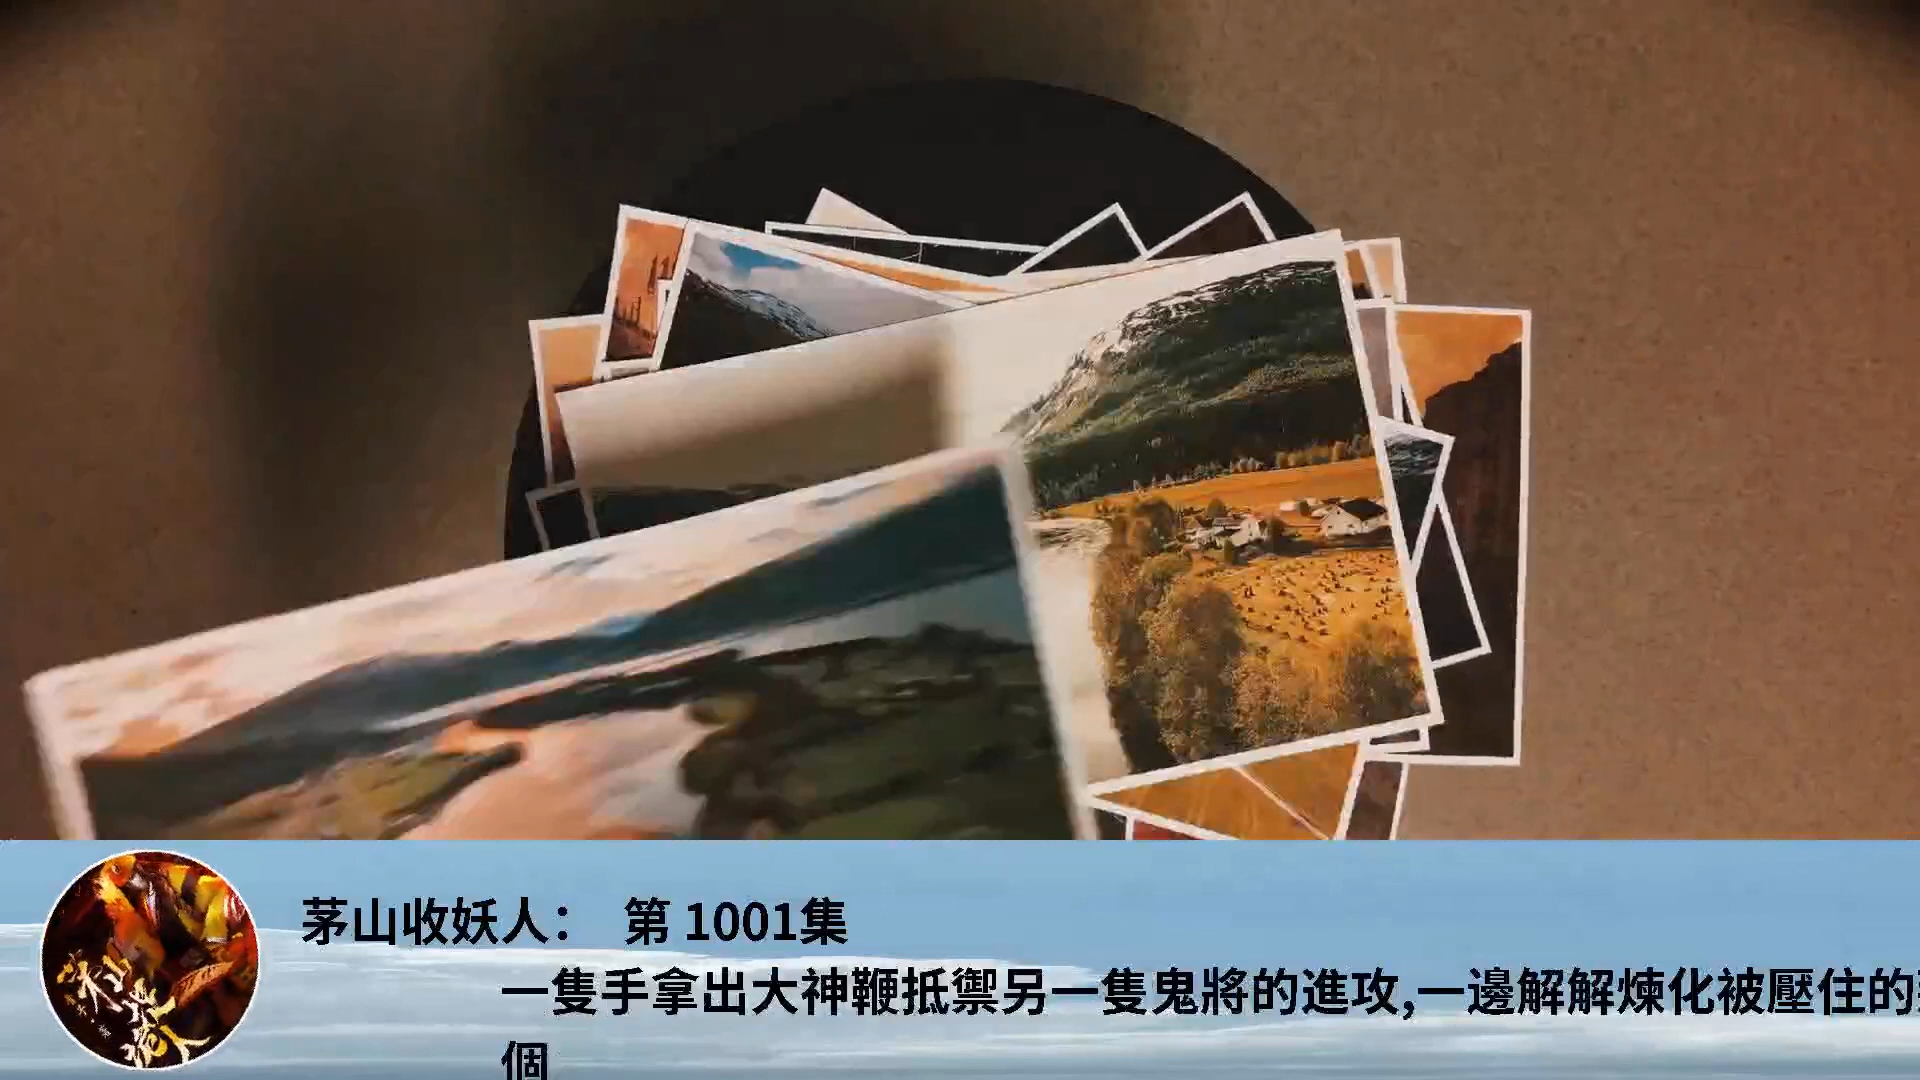 茅山收妖人： 第 1001集
一隻手拿出大神鞭抵禦另一隻鬼將的進攻,一邊解解煉化被壓住的
個